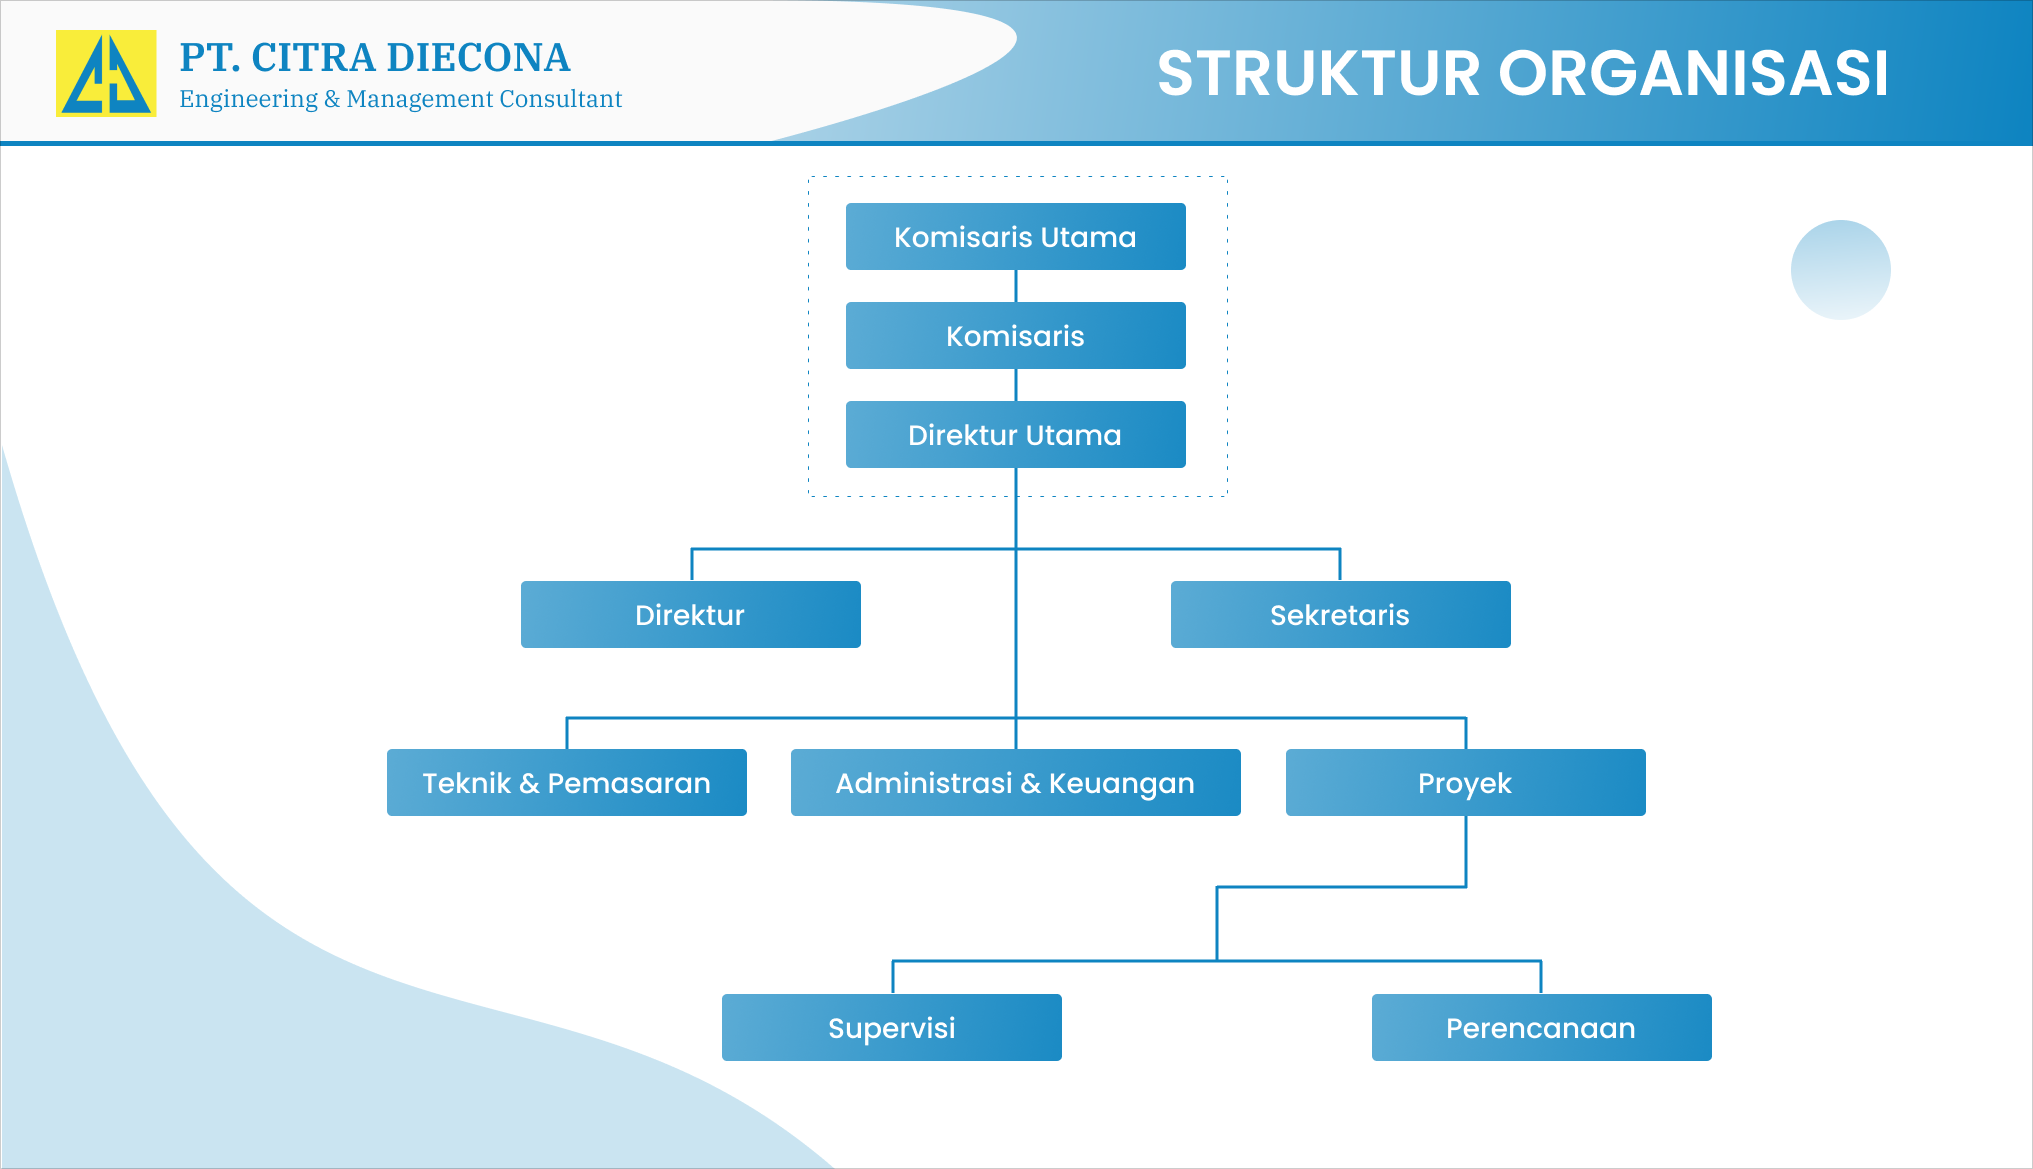 PT. CITRA DIECONA
Engineering & Management Consultant
STRUKTUR ORGANISASI
Komisaris Utama
Komisaris
Direktur Utama
Direktur
Sekretaris
Teknik & Pemasaran
Administrasi & Keuangan
Proyek
Supervisi
Perencanaan